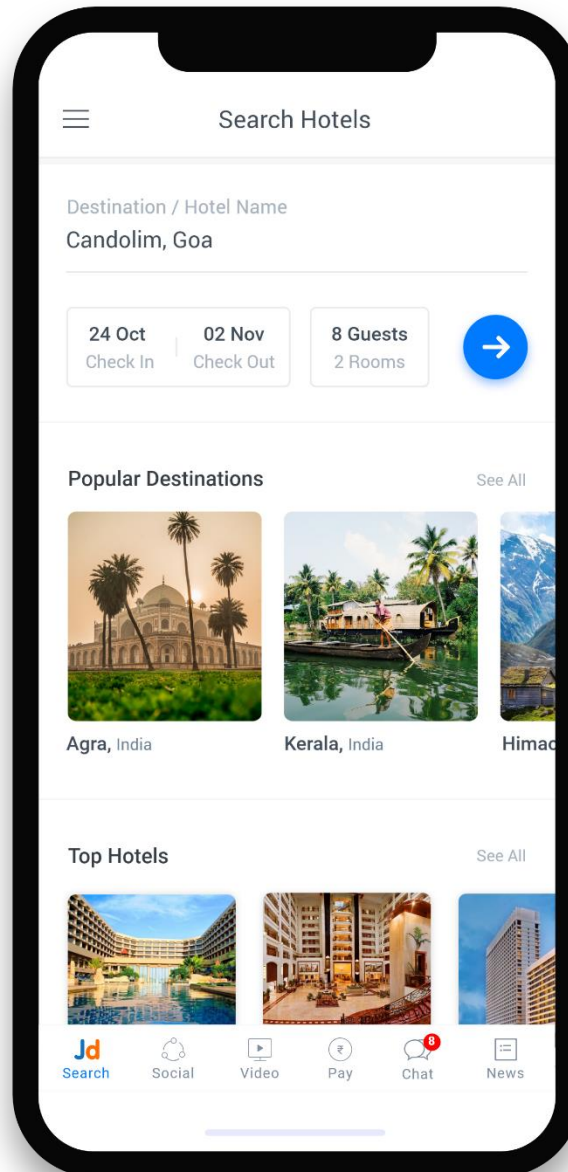 Search Hotels
Destination / Hotel Name
Candolim, Goa
24 Oct 02 Nov 8 Guests
Check In Check Out 2 Rooms
Popular Destinations See All
Agra, India Kerala, India Himac
Top Hotels See All
Jd 8
Search Social Video Pay Chat News